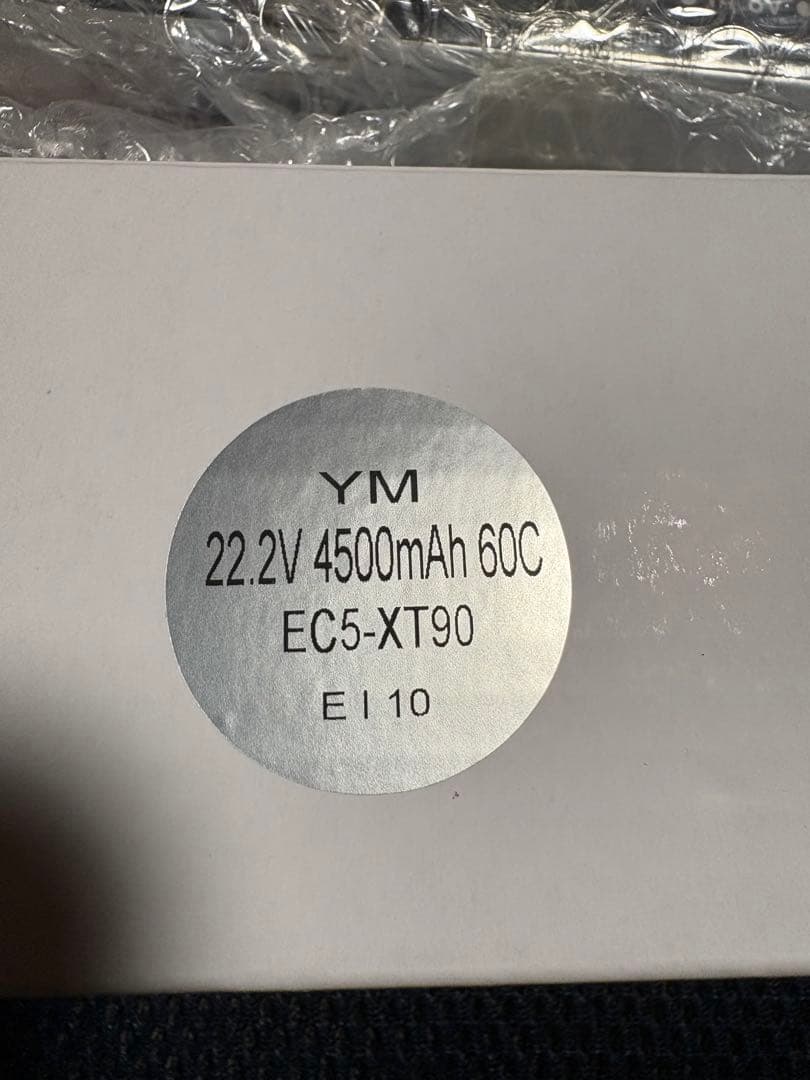 YM
22.2V 4500mAh 60C
EC5-XT90
E I 10